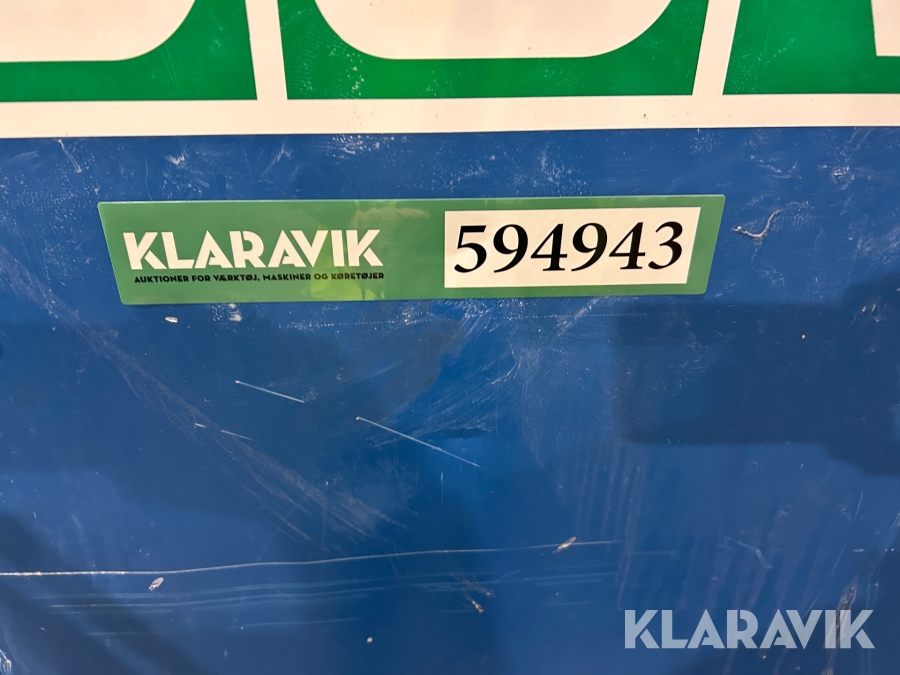 KLARAVIK
AUKTIONER FOR VÆRKTØJ, MASKINER OG KØRETØJER
594943
KLARAVIK